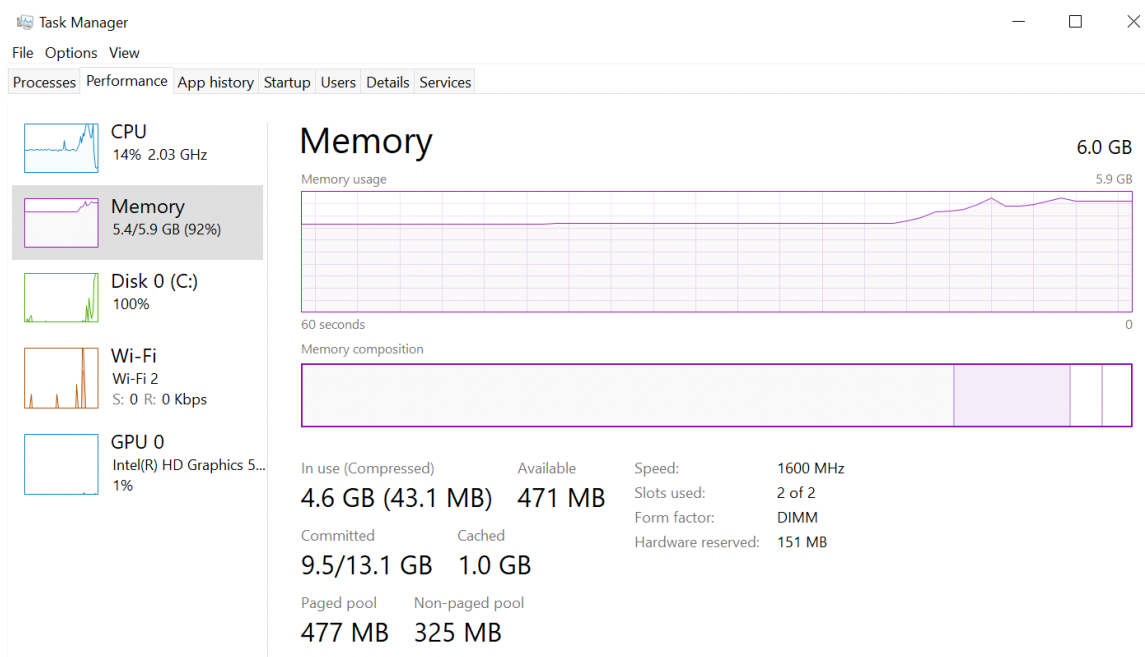 Task Manager
File Options View
Processes Performance App history Startup Users Details Services
CPU
14% 2.03 GHz
Memory
5.4/5.9 GB (92%)
Disk 0 (C:)
100%
Wi-Fi
Wi-Fi 2
S: 0 R: 0 Kbps
GPU 0
Intel(R) HD Graphics 5...
1%
Memory
6.0 GB
Memory usage
5.9 GB
60 seconds
0
Memory composition
In use (Compressed)
4.6 GB (43.1 MB)
Available
471 MB
Committed
9.5/13.1 GB
Cached
1.0 GB
Paged pool
477 MB
Non-paged pool
325 MB
Speed: 1600 MHz
Slots used: 2 of 2
Form factor: DIMM
Hardware reserved: 151 MB